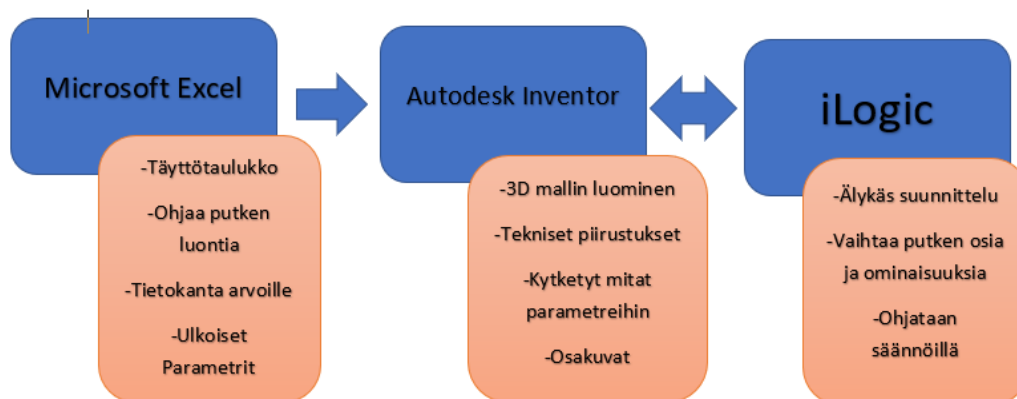 Microsoft Excel
-Täyttötaulukko
-Ohjaa putken
luontia
-Tietokanta arvoille
-Ulkoiset
Parametrit
Autodesk Inventor
-3D mallin luominen
-Tekniset piirustukset
-Kytketyt mitat
parametreihin
-Osakuvat
iLogic
-Älykäs suunnittelu
-Vaihtaa putken osia
ja ominaisuuksia
-Ohjataan
säännöillä